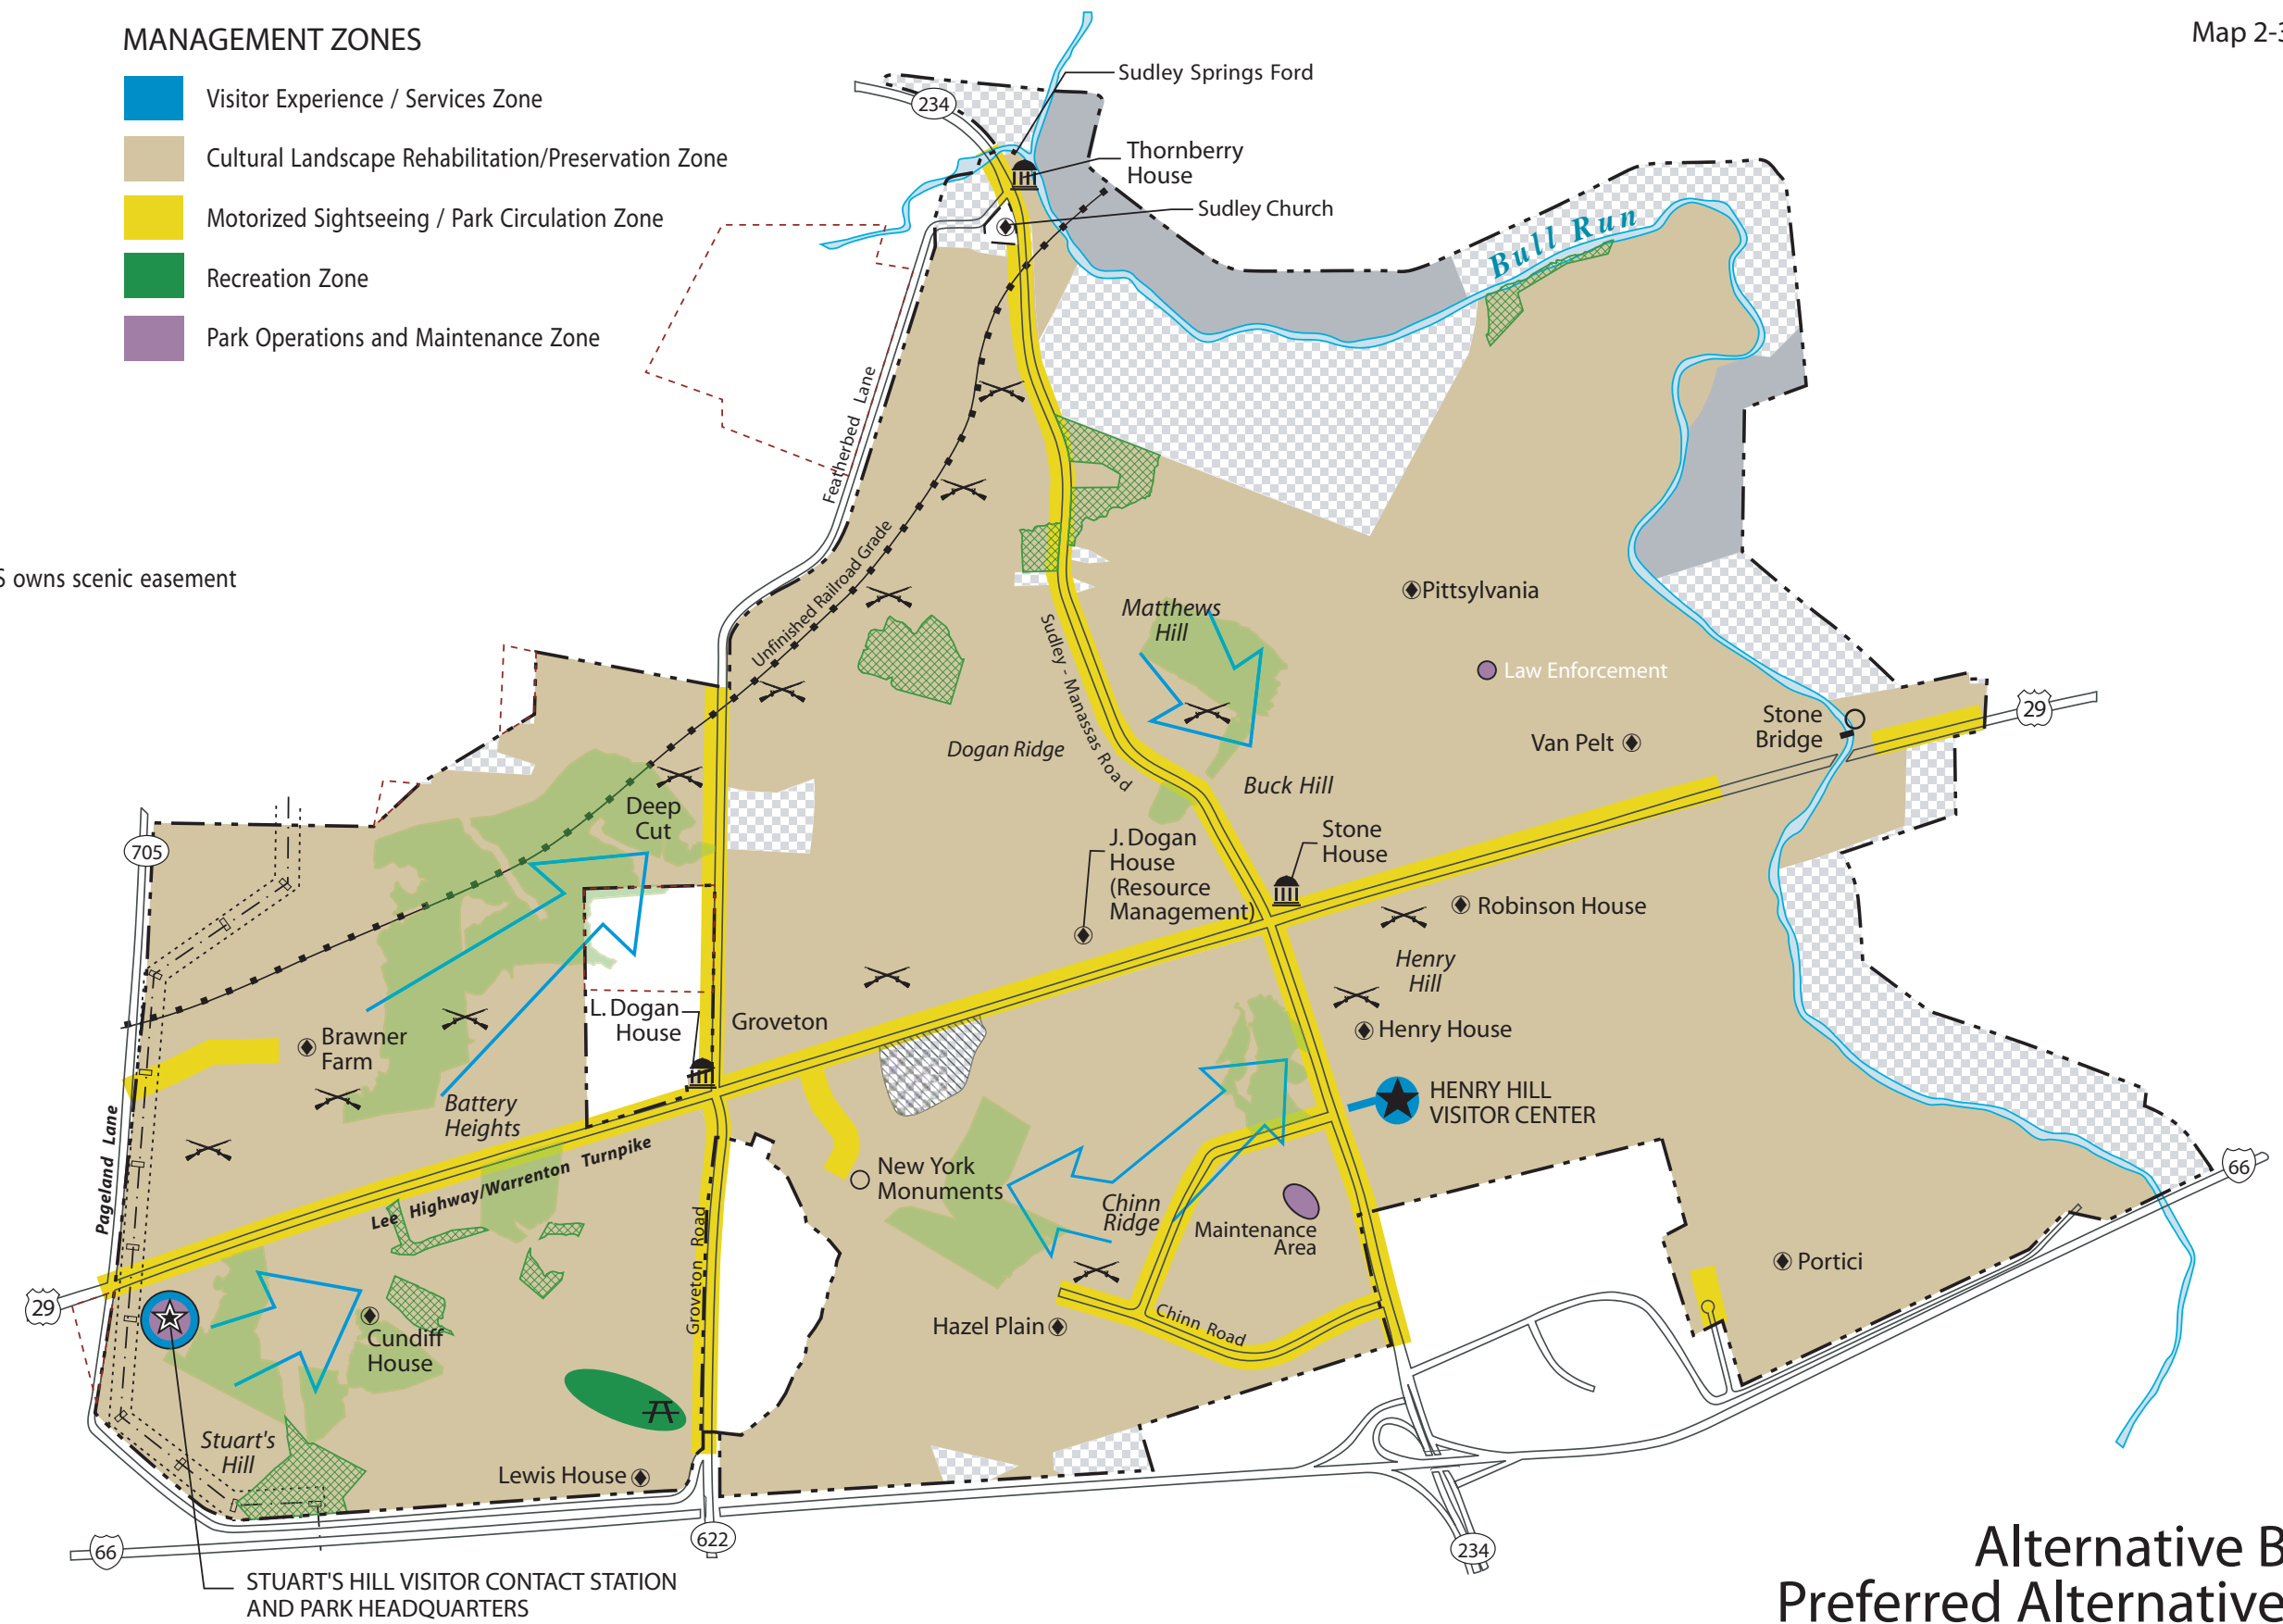 MANAGEMENT ZONES
Visitor Experience / Services Zone
Cultural Landscape Rehabilitation/Preservation Zone
Motorized Sightseeing / Park Circulation Zone
Recreation Zone
Park Operations and Maintenance Zone
Map 2-3
S owns scenic easement
Sudley Springs Ford
234
Thornberry
House
Sudley Church
Bull Run
Featherbed Lane
Unfinished Railroad Grade
Sudley - Manassas Road
Matthews
Hill
Pittsylvania
Law Enforcement
Stone
Bridge
29
Van Pelt
Dogan Ridge
Buck Hill
Deep
Cut
705
J. Dogan
House
(Resource
Management)
Stone
House
Robinson House
Henry
Hill
L. Dogan
House
Groveton
Henry House
Brawner
Farm
Battery
Heights
HENRY HILL
VISITOR CENTER
Pageland Lane
Lee Highway/Warrenton Turnpike
New York
Monuments
Chinn
Ridge
Maintenance
Area
66
Groveton Road
Portici
29
Cundiff
House
Hazel Plain
Chinn Road
Stuart's
Hill
Lewis House
66
622
234
STUART'S HILL VISITOR CONTACT STATION
AND PARK HEADQUARTERS
Alternative B
Preferred Alternative